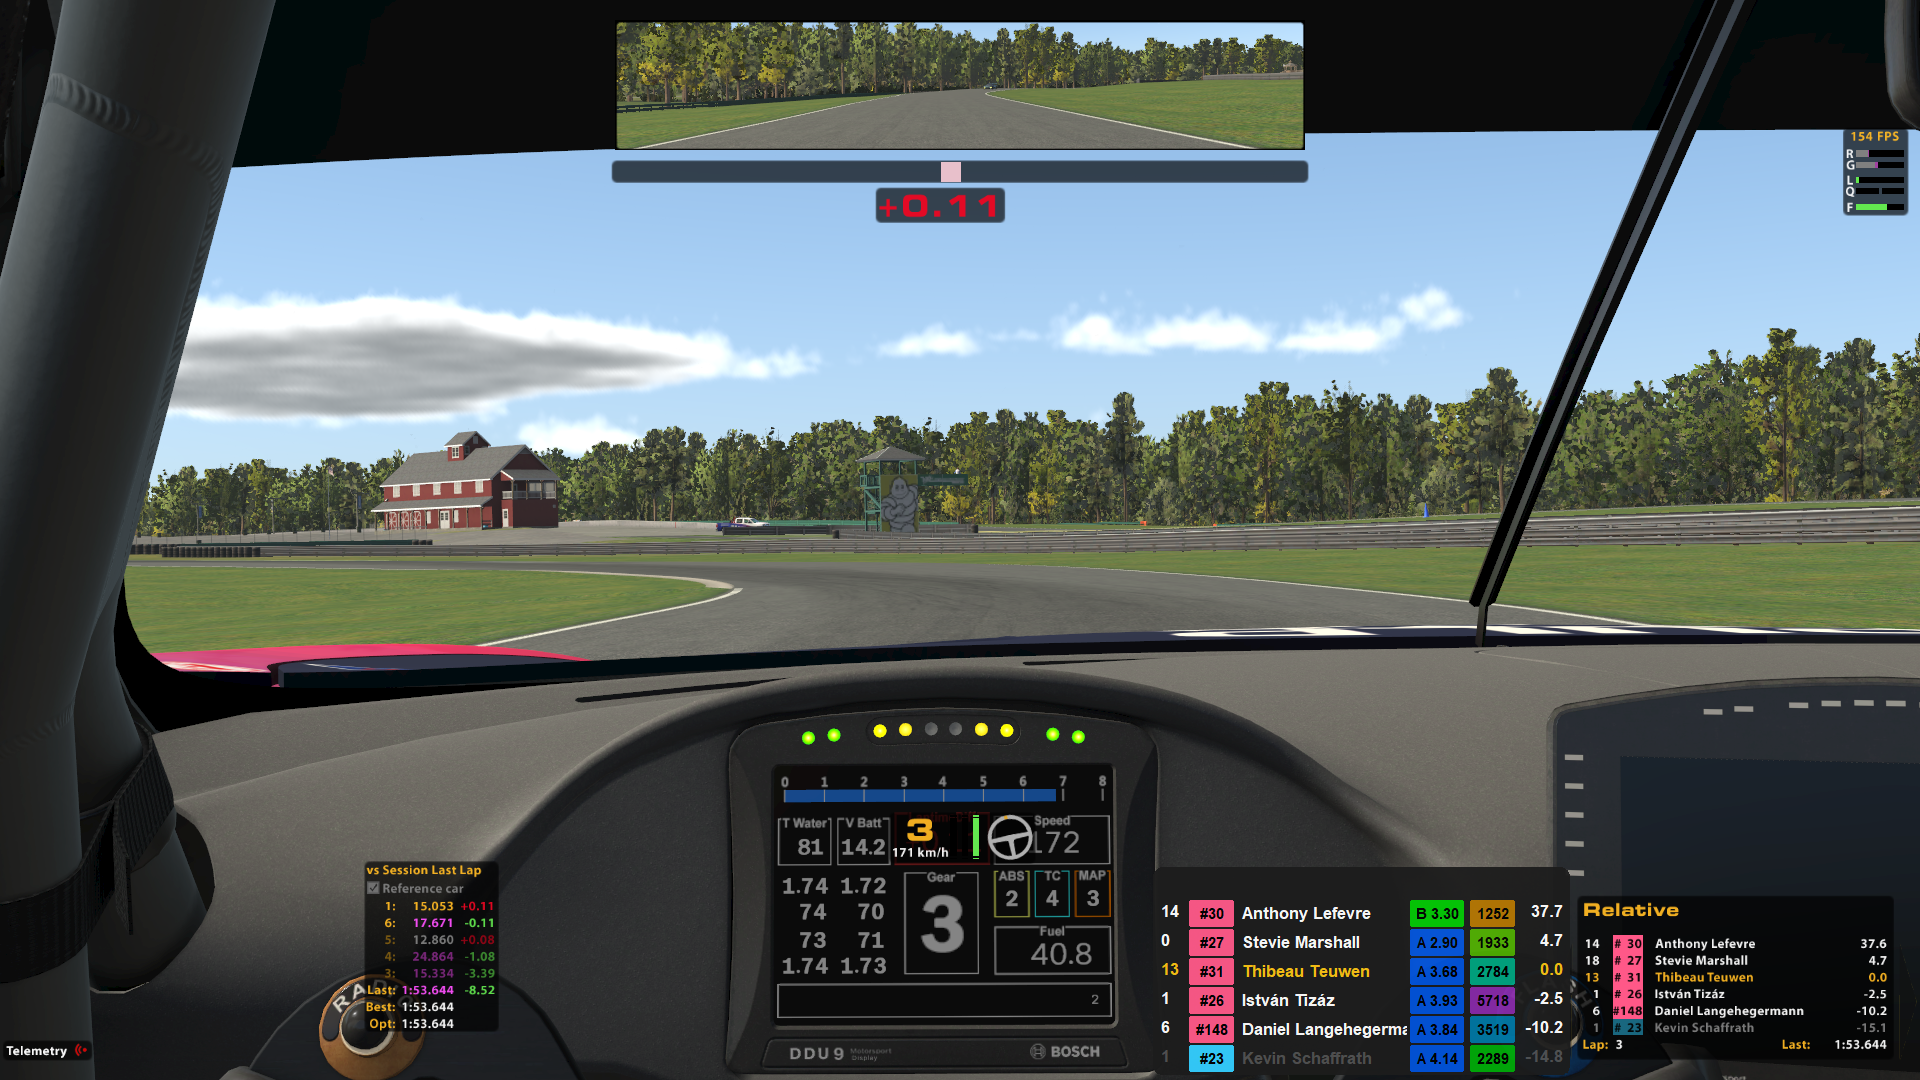 154 FPS
R
G
L
Q
F
+0.11
0 1 2 3 4 5 6 7 8
T Water
81
V Batt
14.2
3
171 km/h
Speed
172
1.74 1.72
74 70
73 71
1.74 1.73
Gear
3
ABS
2
TC
4
MAP
3
Fuel
40.8
2
DDU 9 Motorsport Display
BOSCH
vs Session Last Lap
Reference car
1: 15.053 +0.11
6: 17.671 -0.11
5: 12.860 +0.08
4: 24.864 -1.08
3: 15.334 -3.39
Last: 1:53.644 -8.52
Best: 1:53.644
Opt: 1:53.644
Telemetry
14 #30 Anthony Lefevre B 3.30 1252 37.7
0 #27 Stevie Marshall A 2.90 1933 4.7
13 #31 Thibeau Teuwen A 3.68 2784 0.0
1 #26 István Tizáz A 3.93 5718 -2.5
6 #148 Daniel Langehegerma A 3.84 3519 -10.2
1 #23 Kevin Schaffrath A 4.14 2289 -14.8
Relative
14 # 30 Anthony Lefevre 37.6
18 # 27 Stevie Marshall 4.7
13 # 31 Thibeau Teuwen 0.0
1 # 26 István Tizáz -2.5
6 #148 Daniel Langehegermann -10.2
1 # 23 Kevin Schaffrath -15.1
Lap: 3 Last: 1:53.644